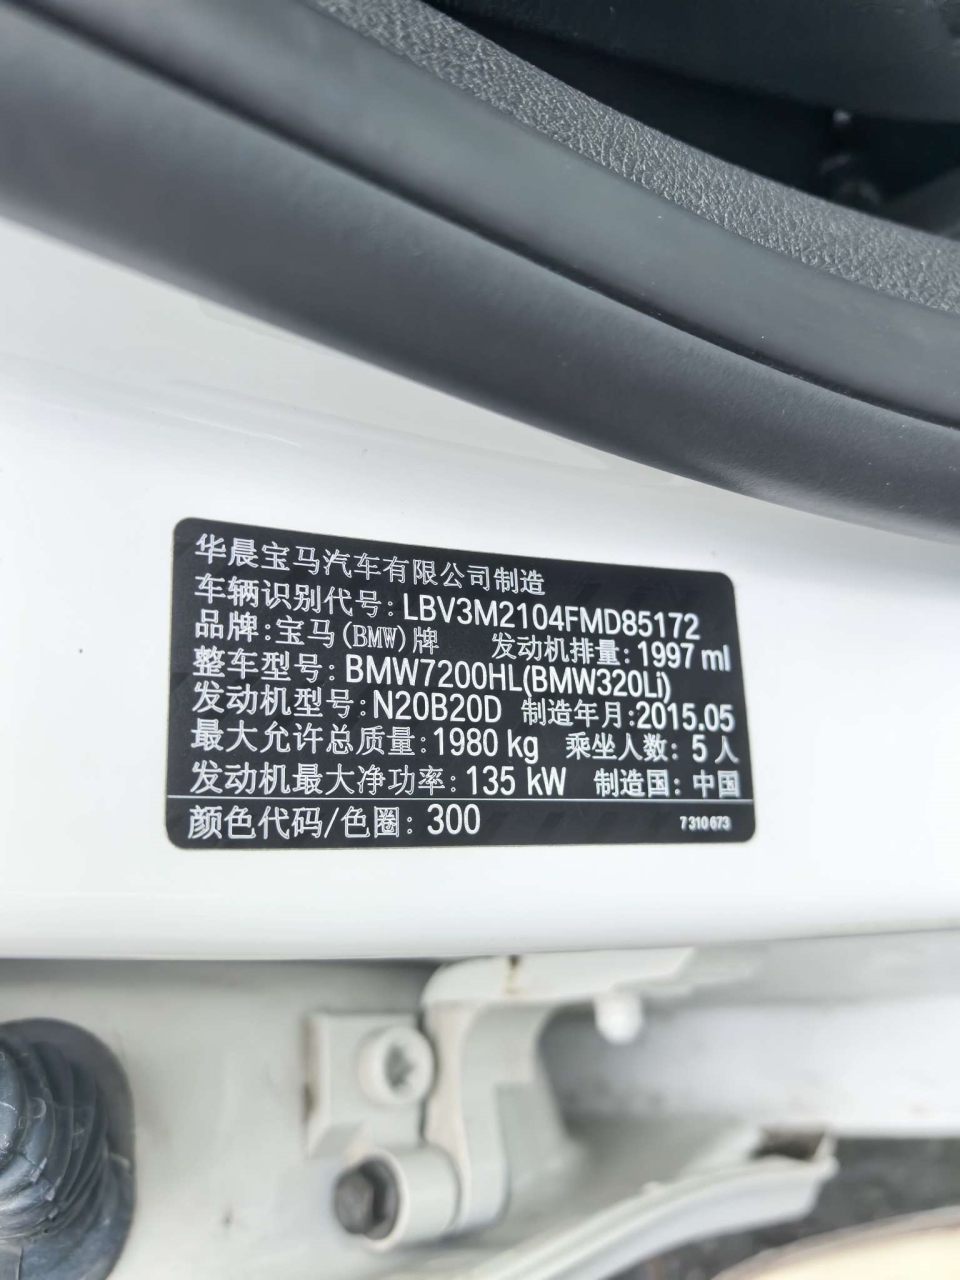 华晨宝马汽车有限公司制造
车辆识别代号: LBV3M2104FMD85172
品牌:宝马(BMW)牌 发动机排量: 1997 ml
整车型号: BMW7200HL(BMW320Li)
发动机型号: N20B20D 制造年月:2015.05
最大允许总质量: 1980 kg 乘坐人数: 5 人
发动机最大净功率: 135 kW 制造国: 中国
颜色代码/色圈: 300 7 310 673